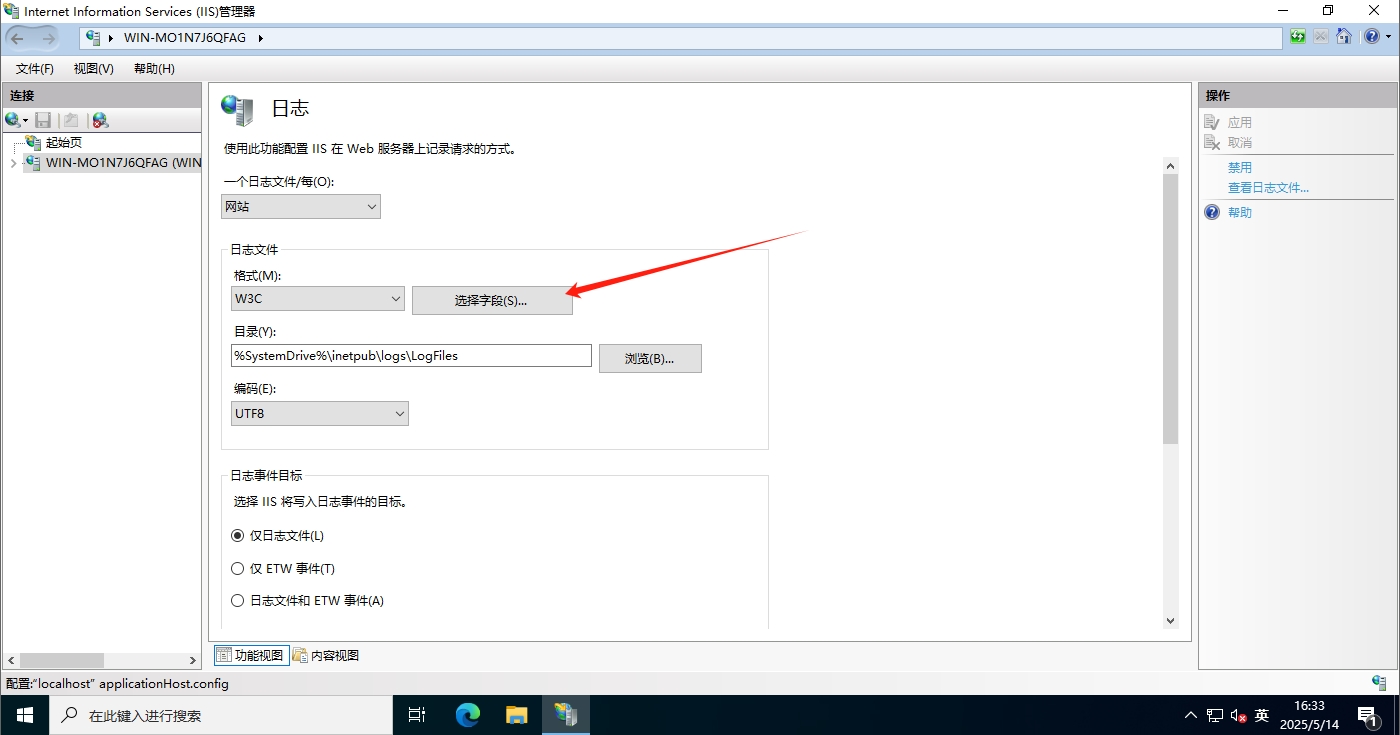 Internet Information Services (IIS)管理器
WIN-MO1N7J6QFAG
文件(F) 视图(V) 帮助(H)
连接
起始页
WIN-MO1N7J6QFAG (WIN
日志
使用此功能配置 IIS 在 Web 服务器上记录请求的方式。
一个日志文件/每(O):
网站
日志文件
格式(M):
W3C
选择字段(S)...
目录(Y):
%SystemDrive%\inetpub\logs\LogFiles
浏览(B)...
编码(E):
UTF8
日志事件目标
选择 IIS 将写入日志事件的目标。
仅日志文件(L)
仅 ETW 事件(T)
日志文件和 ETW 事件(A)
功能视图 内容视图
操作
应用
取消
禁用
查看日志文件...
帮助
配置:“localhost” applicationHost.config
在此键入进行搜索
英
16:33
2025/5/14
1